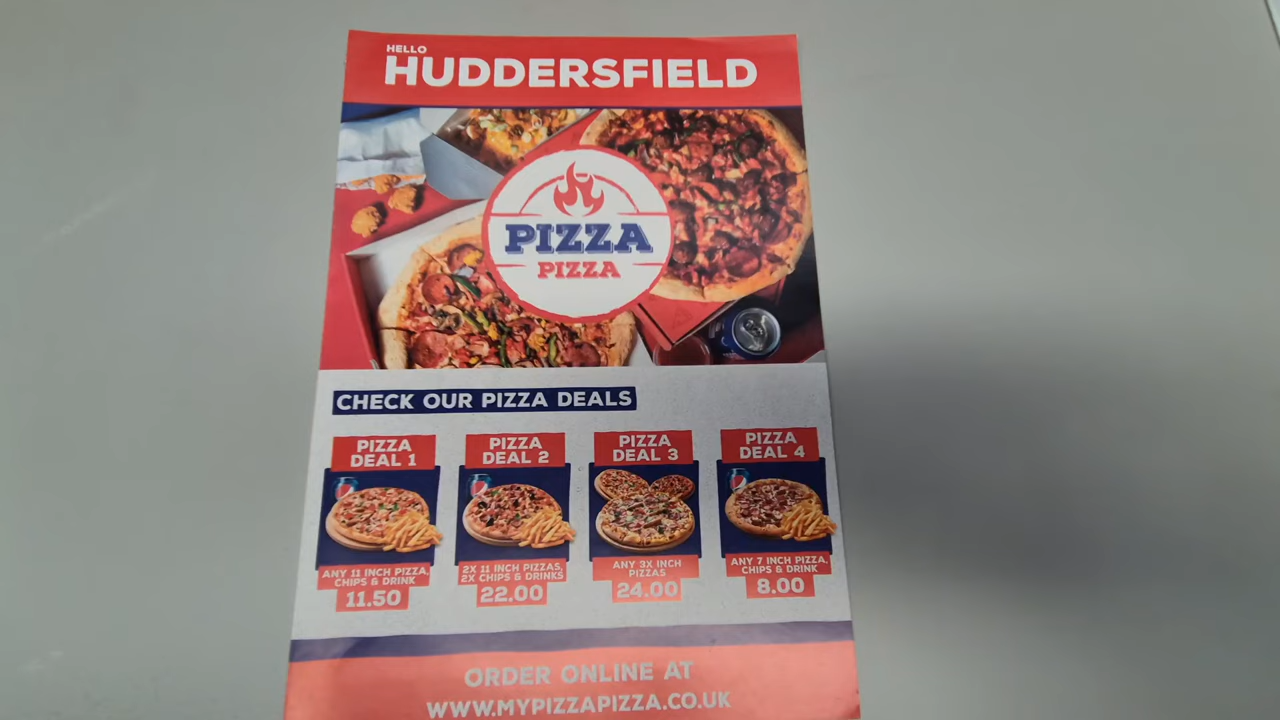 HELLO
HUDDERSFIELD
PIZZA
PIZZA
CHECK OUR PIZZA DEALS
PIZZA
DEAL 1
ANY 11 INCH PIZZA,
CHIPS & DRINK
11.50
PIZZA
DEAL 2
2X 11 INCH PIZZAS,
2X CHIPS & DRINKS
22.00
PIZZA
DEAL 3
ANY 3X INCH
PIZZAS
24.00
PIZZA
DEAL 4
ANY 7 INCH PIZZA,
CHIPS & DRINK
8.00
ORDER ONLINE AT
WWW.MYPIZZAPIZZA.CO.UK